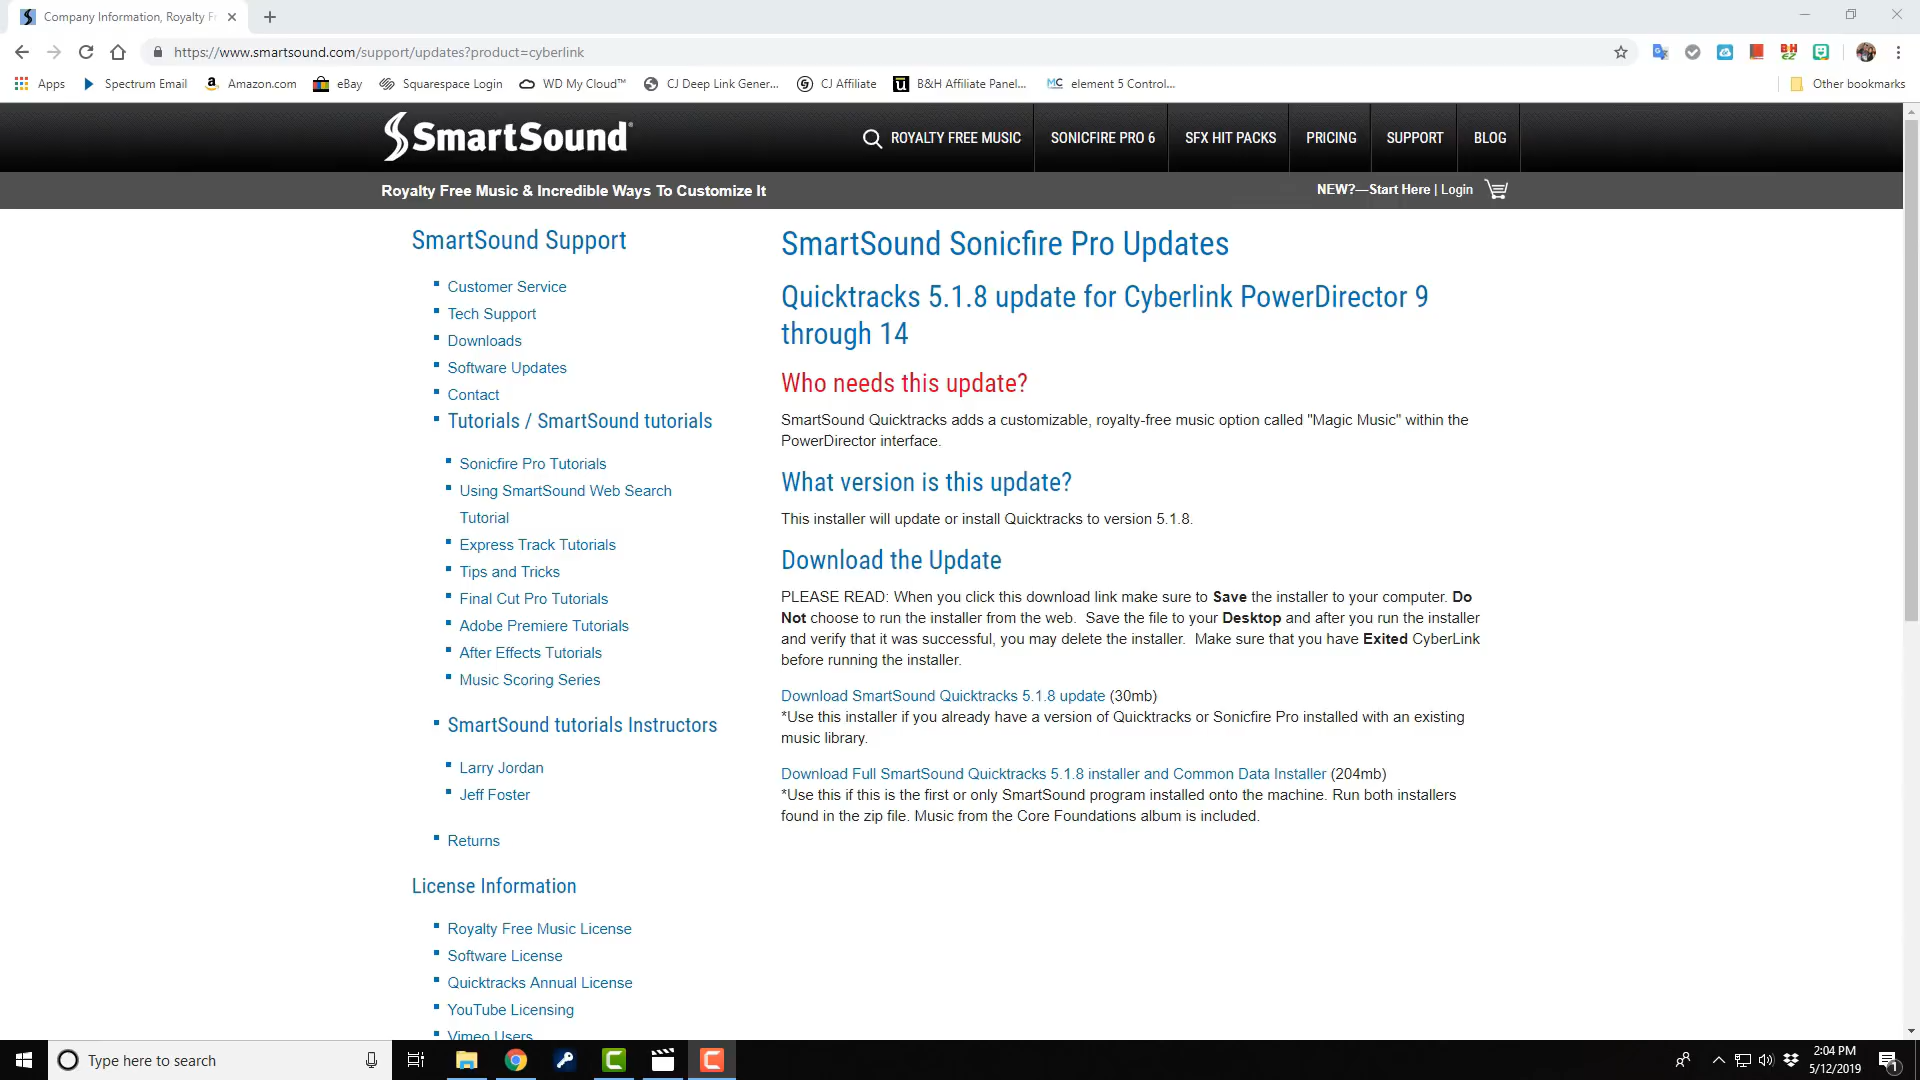 Company Information, Royalty Fr
https://www.smartsound.com/support/updates?product=cyberlink
Apps
Spectrum Email
Amazon.com
eBay
Squarespace Login
WD My Cloud™
CJ Deep Link Gener...
CJ Affiliate
B&H Affiliate Panel...
MC element 5 Control...
Other bookmarks
SmartSound
ROYALTY FREE MUSIC
SONICFIRE PRO 6
SFX HIT PACKS
PRICING
SUPPORT
BLOG
Royalty Free Music & Incredible Ways To Customize It
NEW?—Start Here | Login
SmartSound Support
Customer Service
Tech Support
Downloads
Software Updates
Contact
Tutorials / SmartSound tutorials
Sonicfire Pro Tutorials
Using SmartSound Web Search
Tutorial
Express Track Tutorials
Tips and Tricks
Final Cut Pro Tutorials
Adobe Premiere Tutorials
After Effects Tutorials
Music Scoring Series
SmartSound tutorials Instructors
Larry Jordan
Jeff Foster
Returns
License Information
Royalty Free Music License
Software License
Quicktracks Annual License
YouTube Licensing
Vimeo Users
SmartSound Sonicfire Pro Updates
Quicktracks 5.1.8 update for Cyberlink PowerDirector 9
through 14
Who needs this update?
SmartSound Quicktracks adds a customizable, royalty-free music option called "Magic Music" within the
PowerDirector interface.
What version is this update?
This installer will update or install Quicktracks to version 5.1.8.
Download the Update
PLEASE READ: When you click this download link make sure to Save the installer to your computer. Do
Not choose to run the installer from the web. Save the file to your Desktop and after you run the installer
and verify that it was successful, you may delete the installer. Make sure that you have Exited CyberLink
before running the installer.
Download SmartSound Quicktracks 5.1.8 update (30mb)
*Use this installer if you already have a version of Quicktracks or Sonicfire Pro installed with an existing
music library.
Download Full SmartSound Quicktracks 5.1.8 installer and Common Data Installer (204mb)
*Use this if this is the first or only SmartSound program installed onto the machine. Run both installers
found in the zip file. Music from the Core Foundations album is included.
Type here to search
2:04 PM
5/12/2019
1